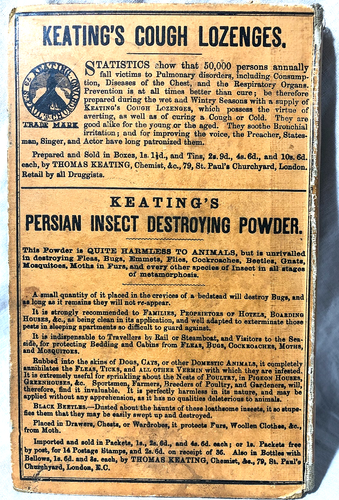 KEATING'S COUGH LOZENGES.
STATISTICS show that 50,000 persons annually
fall victims to Pulmonary disorders, including Consump-
tion, Diseases of the Chest, and the Respiratory Organs.
Prevention is at all times better than cure; be therefore
prepared during the wet and Wintry Seasons with a supply of
KEATING'S COUGH LOZENGES, which possess the virtue of
averting, as well as of curing a Cough or Cold. They are
good alike for the young or the aged. They soothe Bronchial
TRADE MARK
irritation; and for improving the voice, the Preacher, States-
man, Singer, and Actor have long patronized them.
Prepared and Sold in Boxes, 1s. 1½d., and Tins, 2s. 9d., 4s. 6d., and 10s. 6d.
each, by THOMAS KEATING, Chemist, &c., 79, St. Paul's Churchyard, London.
Retail by all Druggists.
KEATING'S
PERSIAN INSECT DESTROYING POWDER.
This Powder is QUITE HARMLESS TO ANIMALS, but is unrivalled
in destroying Fleas, Bugs, Emmets, Flies, Cockroaches, Beetles, Gnats,
Mosquitoes, Moths in Furs, and every other species of Insect in all stages
of metamorphosis.
A small quantity of it placed in the crevices of a bedstead will destroy Bugs, and
as long as it remains they will not re-appear.
It is strongly recommended to FAMILIES, PROPRIETORS OF HOTELS, BOARDING
HOUSES, &c., as being clean in its application, and well adapted to exterminate those
pests in sleeping apartments so difficult to guard against.
It is indispensable to Travellers by Rail or Steamboat, and Visitors to the Sea-
side, for protecting Bedding and Cabins from FLEAS, BUGS, COCKROACHES, MOTHS,
and MOSQUITOES.
Rubbed into the skins of DOGS, CATS, or other DOMESTIC ANIMALS, it completely
annihilates the FLEAS, TICKS, and ALL OTHER VERMIN with which they are infested.
It is extremely useful for sprinkling about the Nests of POULTRY, in PIGEON HOUSES,
GREENHOUSES, &c. Sportsmen, Farmers, Breeders of Poultry, and Gardeners, will,
therefore, find it invaluable. It is perfectly harmless in its nature, and may be
applied without any apprehension, as it has no qualities deleterious to animals.
BLACK BEETLES—Dusted about the haunts of these loathsome insects, it so stupe-
fies them that they may be easily swept up and destroyed.
Placed in Drawers, Chests, or Wardrobes, it protects Furs, Woollen Clothes, &c.,
from Moth.
Imported and sold in Packets, 1s., 2s. 6d., and 4s. 6d. each; or 1s. Packets free
by post, for 14 Postage Stamps, and 2s. 6d. on receipt of 36. Also in Bottles with
Bellows, 1s. 6d. and 3s. each, by THOMAS KEATING, Chemist, &c., 79, St. Paul's
Churchyard, London, E.C.